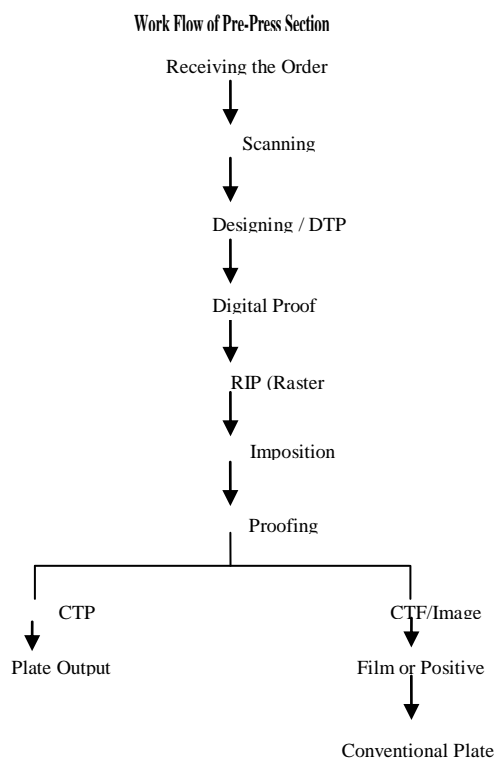 Work Flow of Pre-Press Section
Receiving the Order
Scanning
Designing / DTP
Digital Proof
RIP (Raster
Imposition
Proofing
CTP
CTF/Image
Plate Output
Film or Positive
Conventional Plate